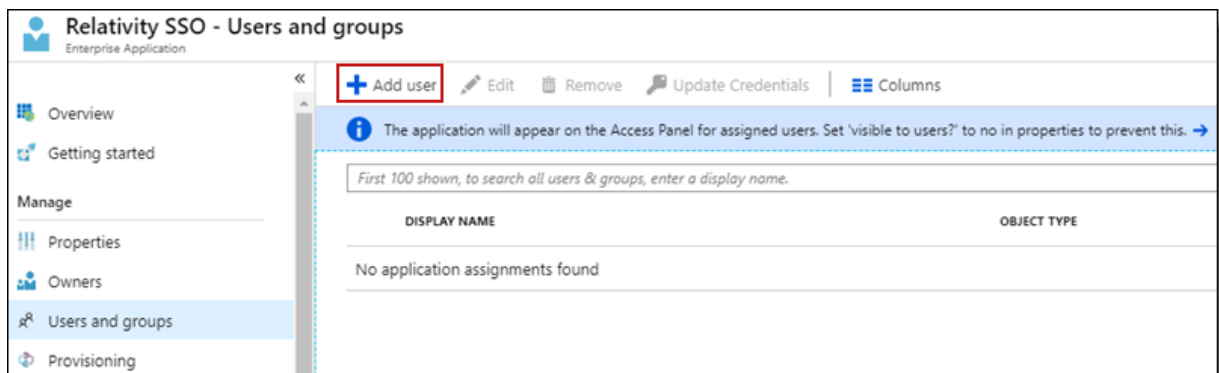 Relativity SSO - Users and groups
Enterprise Application
«
Overview
Getting started
Manage
Properties
Owners
Users and groups
Provisioning
Add user Edit Remove Update Credentials Columns
The application will appear on the Access Panel for assigned users. Set 'visible to users?' to no in properties to prevent this. →
First 100 shown, to search all users & groups, enter a display name.
DISPLAY NAME OBJECT TYPE
No application assignments found